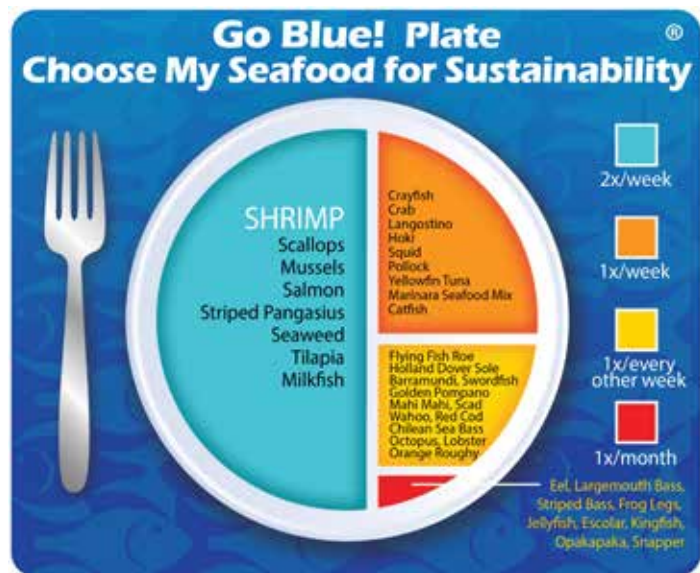 Go Blue! Plate ®
Choose My Seafood for Sustainability
SHRIMP
Scallops
Mussels
Salmon
Striped Pangasius
Seaweed
Tilapia
Milkfish
Crayfish
Crab
Langostino
Hoki
Squid
Pollock
Yellowfin Tuna
Marinara Seafood Mix
Catfish
Flying Fish Roe
Holland Dover Sole
Barramundi, Swordfish
Golden Pompano
Mahi Mahi, Scad
Wahoo, Red Cod
Chilean Sea Bass
Octopus, Lobster
Orange Roughy
2x/week
1x/week
1x/every
other week
1x/month
Eel, Largemouth Bass,
Striped Bass, Frog Legs,
Jellyfish, Escolar, Kingfish,
Opakapaka, Snapper